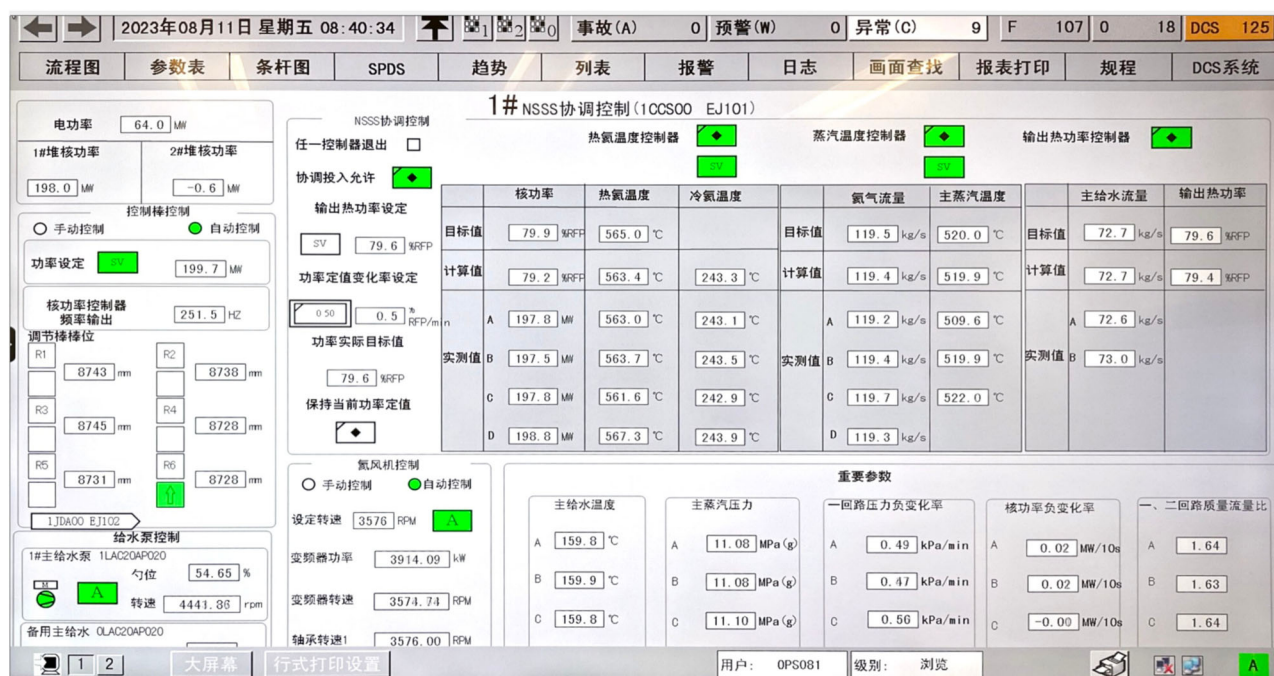 2023年08月11日 星期五 08:40:34 1 2 0 事故(A) 0 预警(W) 0 异常(C) 9 F 107 0 18 DCS 125
流程图 参数表 条杆图 SPDS 趋势 列表 报警 日志 画面查找 报表打印 规程 DCS系统
1# NSSS协调控制(1CCS00 EJ101)
电功率 64.0 MW
1#堆核功率 2#堆核功率
198.0 MW -0.6 MW
控制棒控制
手动控制 自动控制
功率设定 SV 199.7 MW
核功率控制器
频率输出 251.5 HZ
调节棒棒位
R1 8743 mm R2 8738 mm
R3 8745 mm R4 8728 mm
R5 8731 mm R6 8728 mm
1JDA00 EJ102
给水泵控制
1#主给水泵 1LAC20AP020
勺位 54.65 %
M A 转速 4441.86 rpm
备用主给水 0LAC20AP020
NSSS协调控制
任一控制器退出
协调投入允许
输出热功率设定
SV 79.6 %RFP
功率定值变化率设定
0.50 0.5 % RFP/min
功率实际目标值
79.6 %RFP
保持当前功率定值
热氦温度控制器 蒸汽温度控制器 输出热功率控制器
SV SV
核功率 热氦温度 冷氦温度 氦气流量 主蒸汽温度 主给水流量 输出热功率
目标值 79.9 %RFP 565.0 ℃ 目标值 119.5 kg/s 520.0 ℃ 目标值 72.7 kg/s 79.6 %RFP
计算值 79.2 %RFP 563.4 ℃ 243.3 ℃ 计算值 119.4 kg/s 519.9 ℃ 计算值 72.7 kg/s 79.4 %RFP
A 197.8 MW 563.0 ℃ 243.1 ℃ A 119.2 kg/s 509.6 ℃ A 72.6 kg/s
实测值 B 197.5 MW 563.7 ℃ 243.5 ℃ 实测值 B 119.4 kg/s 519.9 ℃ 实测值 B 73.0 kg/s
C 197.8 MW 561.6 ℃ 242.9 ℃ C 119.7 kg/s 522.0 ℃
D 198.8 MW 567.3 ℃ 243.9 ℃ D 119.3 kg/s
氦风机控制
手动控制 自动控制
设定转速 3576 RPM A
变频器功率 3914.09 kW
变频器转速 3574.74 RPM
轴承转速1 3576.00 RPM
重要参数
主给水温度 主蒸汽压力 一回路压力负变化率 核功率负变化率 一、二回路质量流量比
A 159.8 ℃ A 11.08 MPa(g) A 0.49 kPa/min A 0.02 MW/10s A 1.64
B 159.9 ℃ B 11.08 MPa(g) B 0.47 kPa/min B 0.02 MW/10s B 1.63
C 159.8 ℃ C 11.10 MPa(g) C 0.56 kPa/min C -0.00 MW/10s C 1.64
1 2 大屏幕 行式打印设置 用户: OPS081 级别: 浏览 A